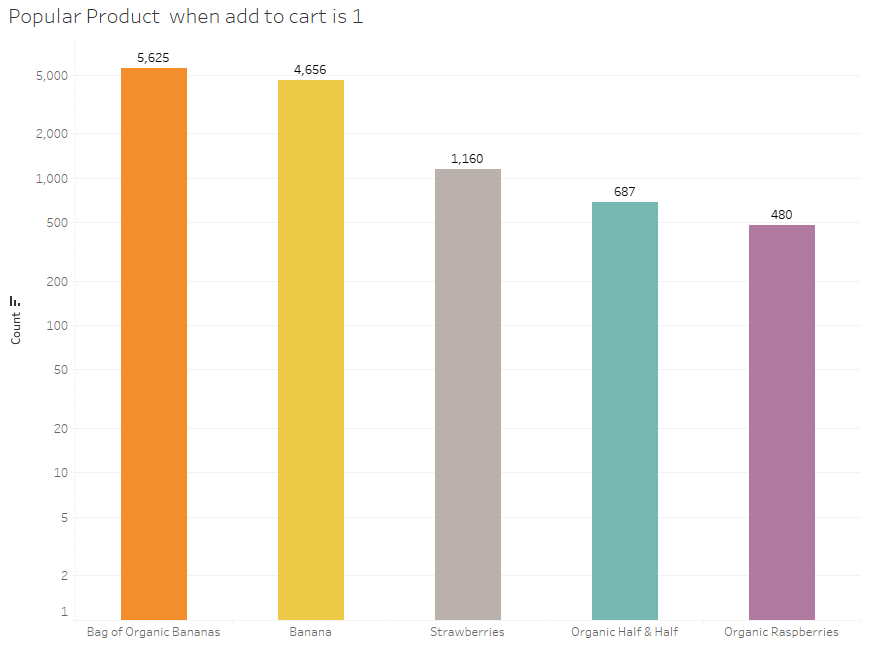 Popular Product  when add to cart is 1
5,625
4,656
1,160
687
480
5,000
2,000
1,000
500
200
100
50
20
10
5
2
1
Count
Bag of Organic Bananas
Banana
Strawberries
Organic Half & Half
Organic Raspberries